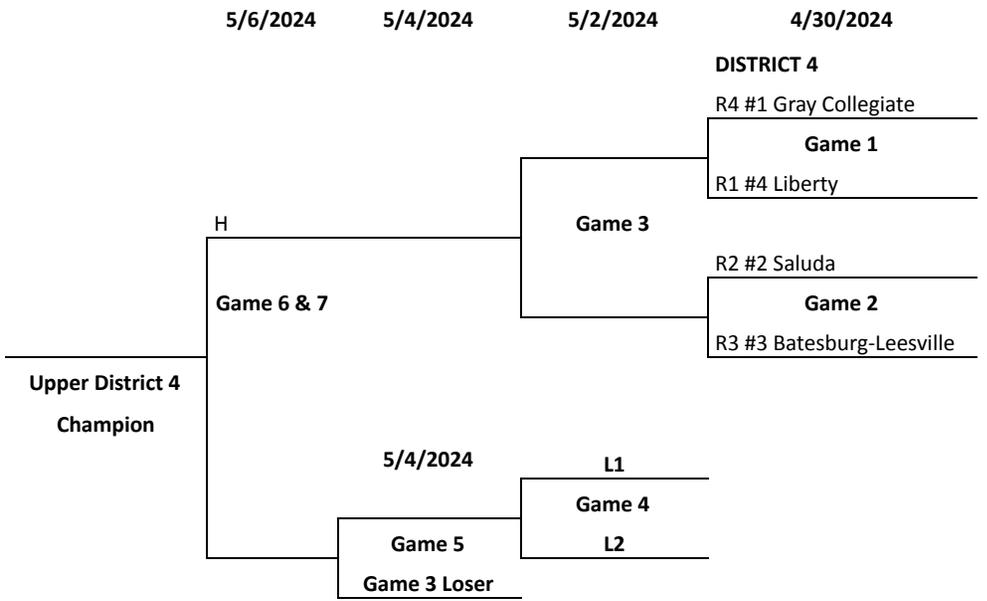 5/6/2024 5/4/2024 5/2/2024 4/30/2024
DISTRICT 4
R4 #1 Gray Collegiate
Game 1
R1 #4 Liberty
H
Game 3
R2 #2 Saluda
Game 6 & 7
Game 2
R3 #3 Batesburg-Leesville
Upper District 4
Champion
5/4/2024
L1
Game 4
L2
Game 5
Game 3 Loser